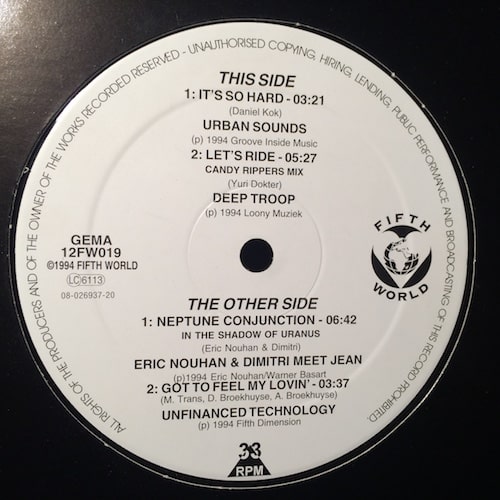 ALL RIGHTS OF THE PRODUCERS AND OF THE OWNER OF THE WORKS RECORDED RESERVED - UNAUTHORISED COPYING, HIRING, LENDING, PUBLIC PERFORMANCE AND BROADCASTING OF THIS RECORD PROHIBITED.
THIS SIDE
1: IT'S SO HARD - 03:21
(Daniel Kok)
URBAN SOUNDS
(p) 1994 Groove Inside Music
2: LET'S RIDE - 05:27
CANDY RIPPERS MIX
(Yuri Dokter)
DEEP TROOP
(p) 1994 Loony Muziek
GEMA
12FW019
©1994 FIFTH WORLD
LC 6113
08-026937-20
FIFTH
WORLD
THE OTHER SIDE
1: NEPTUNE CONJUNCTION - 06:42
IN THE SHADOW OF URANUS
(Eric Nouhan & Dimitri)
ERIC NOUHAN & DIMITRI MEET JEAN
(p)1994 Eric Nouhan/Warner Basart
2: GOT TO FEEL MY LOVIN' - 03:37
(M. Trans, D. Broekhuyse, A. Broekhuyse)
UNFINANCED TECHNOLOGY
(p) 1994 Fifth Dimension
33
RPM